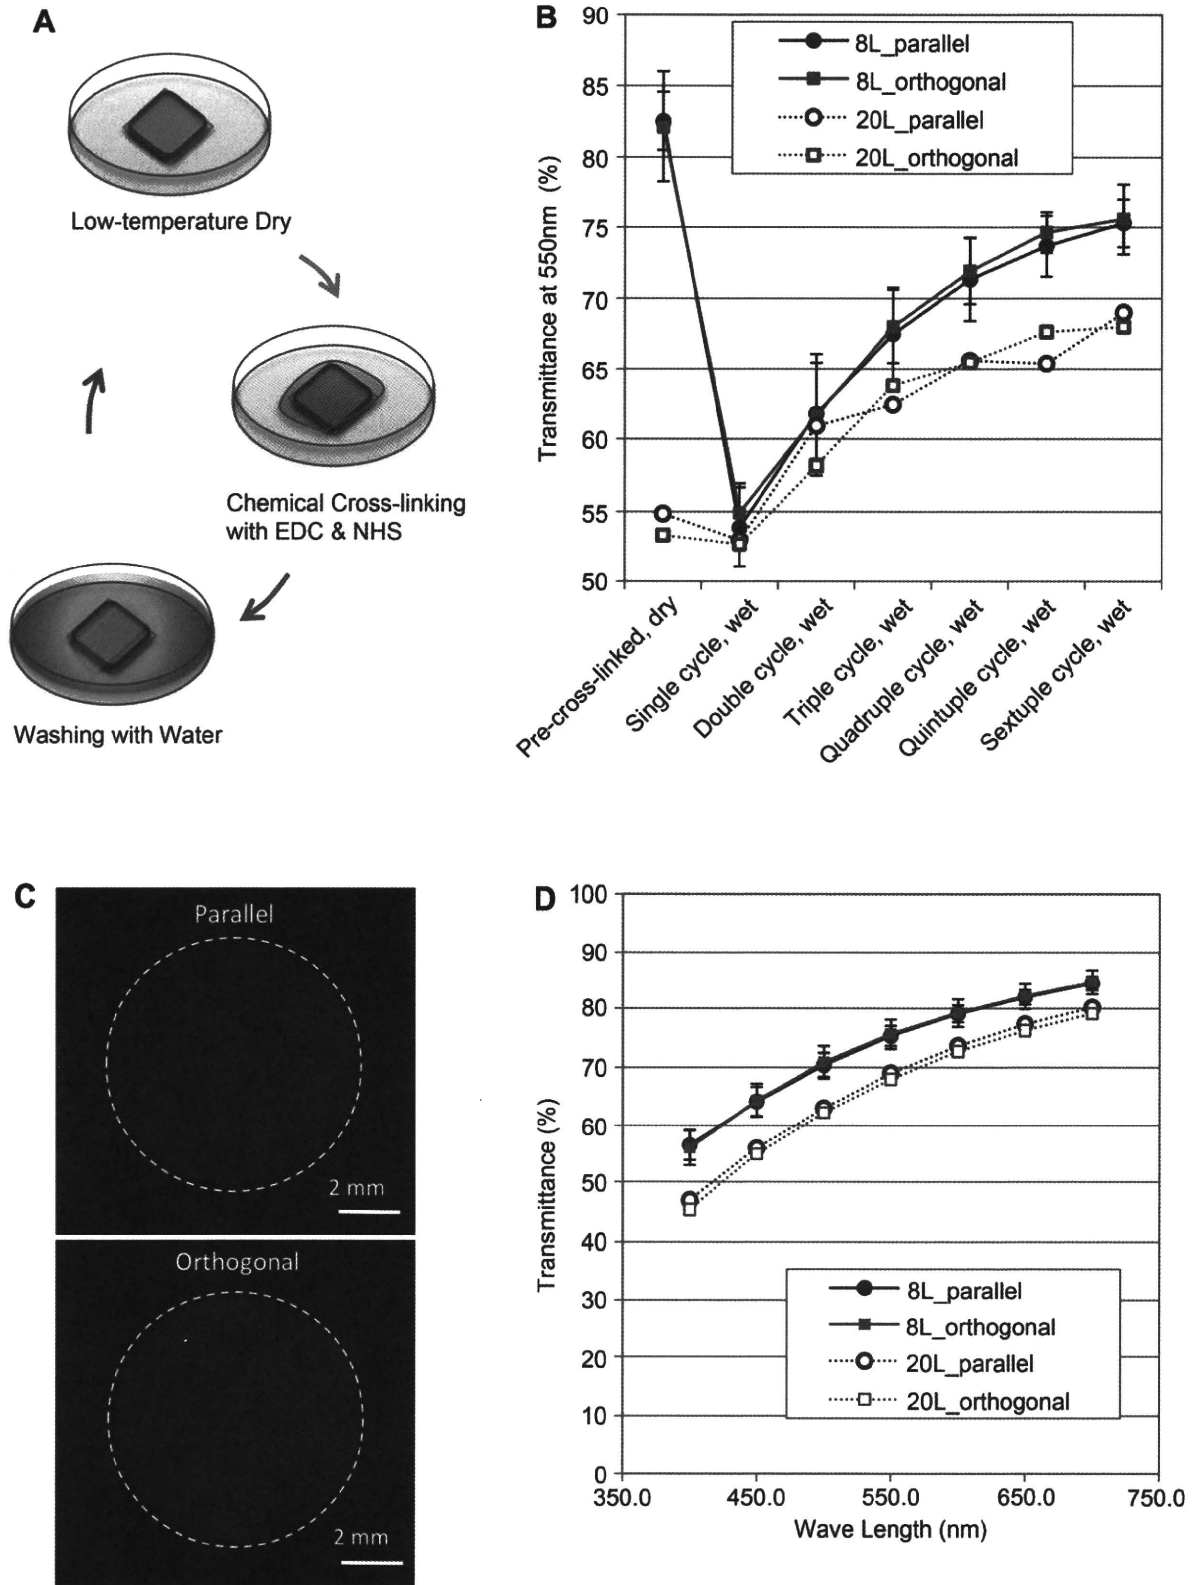 A
Low-temperature Dry
Chemical Cross-linking
with EDC & NHS
Washing with Water
B
90
85
80
75
70
65
60
55
50
Transmittance at 550nm (%)
8L_parallel
8L_orthogonal
20L_parallel
20L_orthogonal
Pre-cross-linked, dry
Single cycle, wet
Double cycle, wet
Triple cycle, wet
Quadruple cycle, wet
Quintuple cycle, wet
Sextuple cycle, wet
C
Parallel
2 mm
Orthogonal
2 mm
D
100
90
80
70
60
50
40
30
20
10
0
Transmittance (%)
8L_parallel
8L_orthogonal
20L_parallel
20L_orthogonal
350.0 450.0 550.0 650.0 750.0
Wave Length (nm)